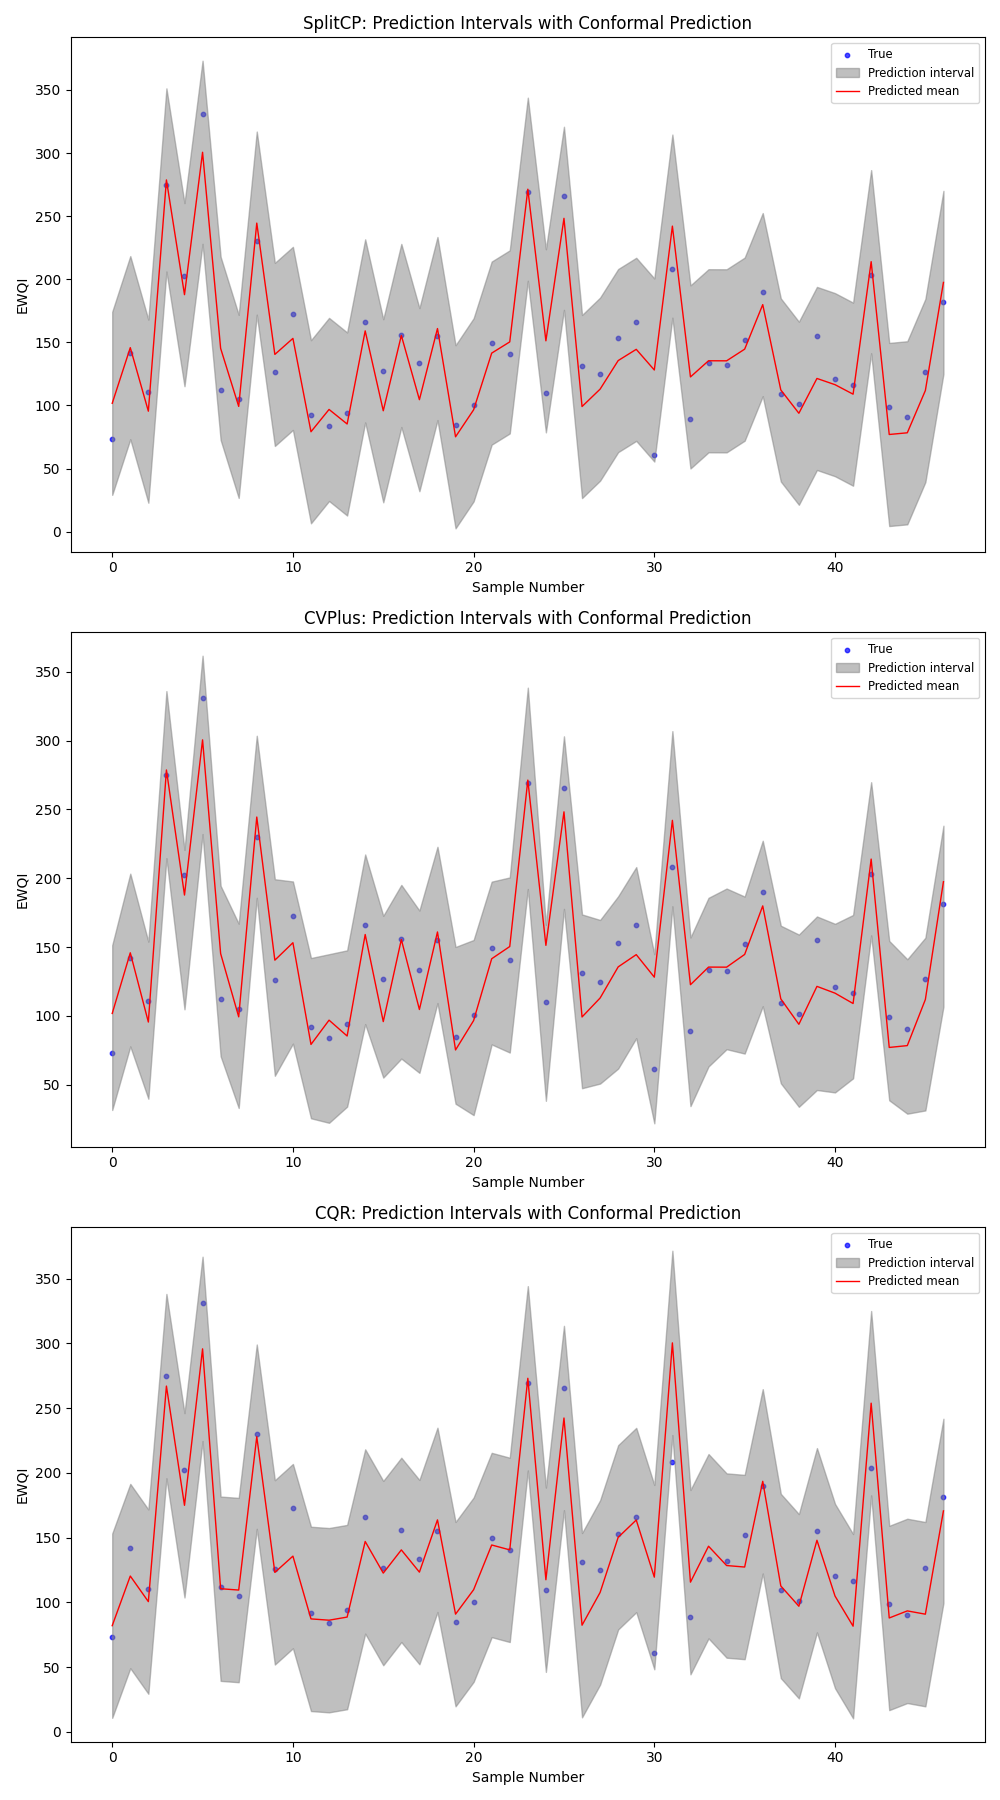 SplitCP: Prediction Intervals with Conformal Prediction
True
Prediction interval
Predicted mean
350
300
250
200
150
100
50
0
EWQI
0 10 20 30 40
Sample Number
CVPlus: Prediction Intervals with Conformal Prediction
True
Prediction interval
Predicted mean
350
300
250
200
150
100
50
EWQI
0 10 20 30 40
Sample Number
CQR: Prediction Intervals with Conformal Prediction
True
Prediction interval
Predicted mean
350
300
250
200
150
100
50
0
EWQI
0 10 20 30 40
Sample Number